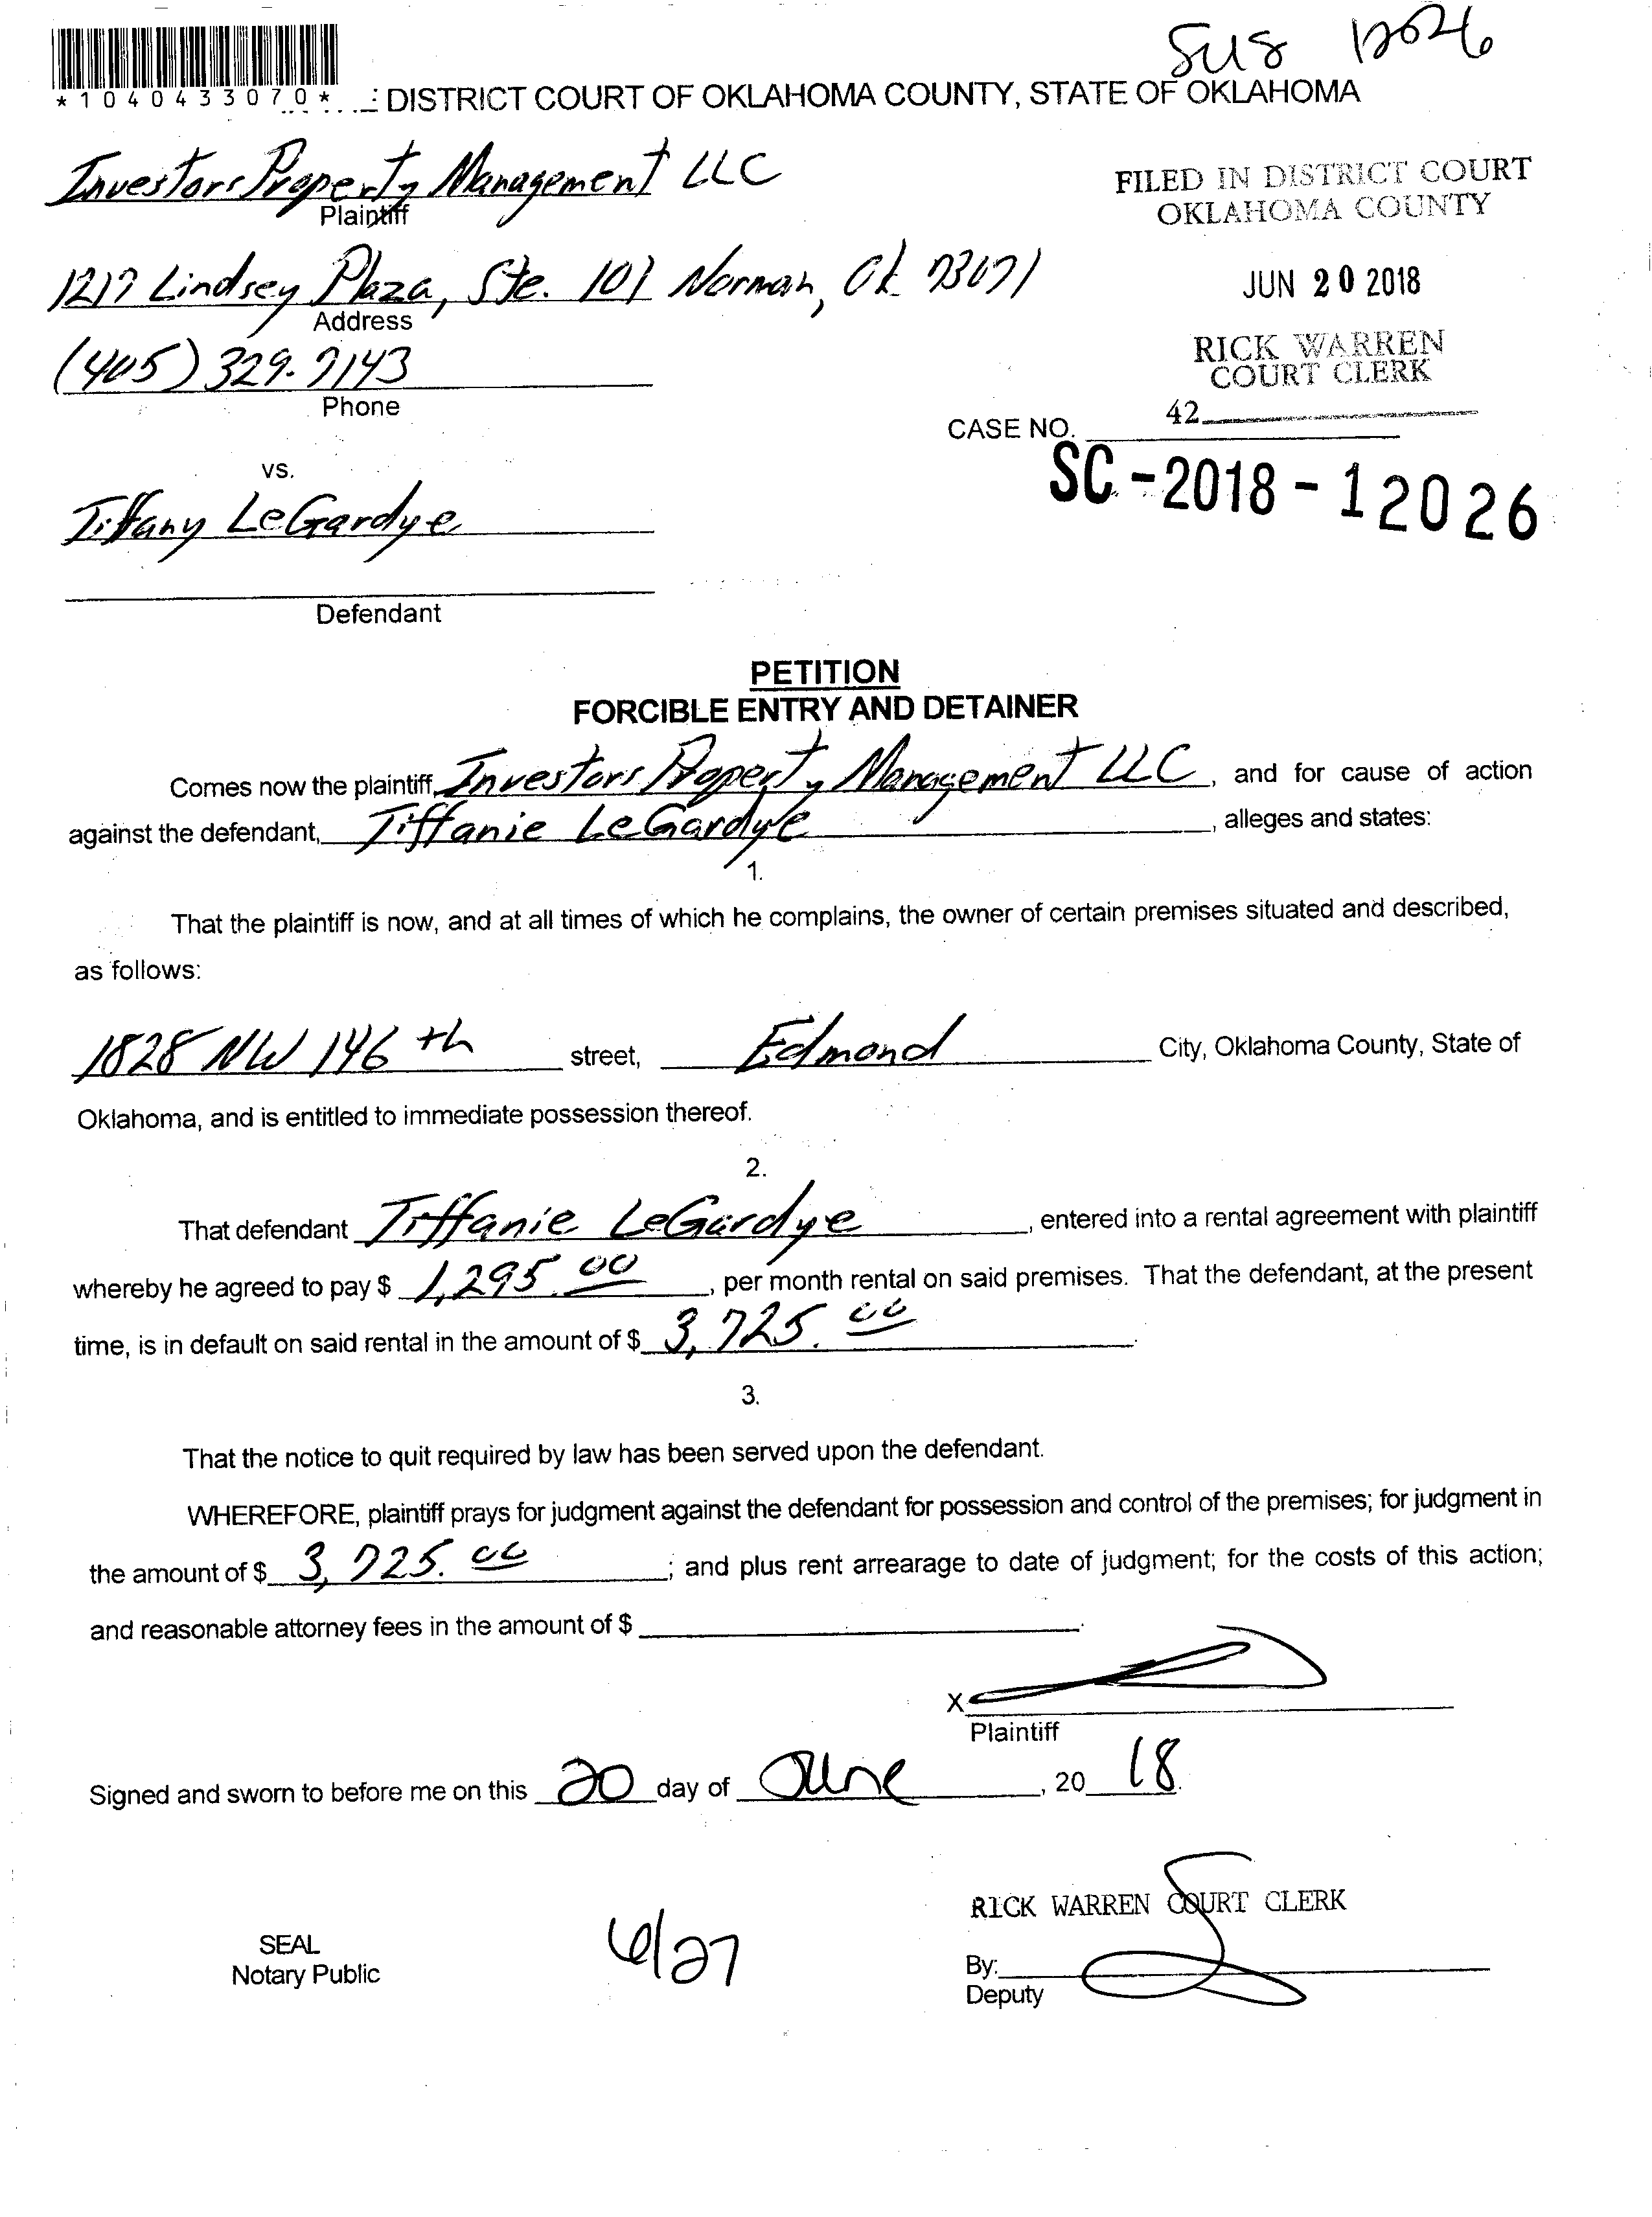 SUS 12026
*1040433070*
DISTRICT COURT OF OKLAHOMA COUNTY, STATE OF OKLAHOMA
Investors Property Management LLC
Plaintiff
FILED IN DISTRICT COURT
OKLAHOMA COUNTY
1217 Lindsey Plaza, Ste. 101 Norman, Ok 73071
Address
JUN 20 2018
(405) 329-7143
Phone
RICK WARREN
COURT CLERK
42
CASE NO.
SC-2018-12026
vs.
Tiffany LeGardye
Defendant
PETITION
FORCIBLE ENTRY AND DETAINER
Comes now the plaintiff, Investors Property Management LLC, and for cause of action
against the defendant, Tiffanie LeGardye, alleges and states:
1.
That the plaintiff is now, and at all times of which he complains, the owner of certain premises situated and described,
as follows:
1828 NW 146th street, Edmond City, Oklahoma County, State of
Oklahoma, and is entitled to immediate possession thereof.
2.
That defendant Tiffanie LeGardye, entered into a rental agreement with plaintiff
whereby he agreed to pay $ 1,295.00, per month rental on said premises. That the defendant, at the present
time, is in default on said rental in the amount of $ 3,725.00.
3.
That the notice to quit required by law has been served upon the defendant.
WHEREFORE, plaintiff prays for judgment against the defendant for possession and control of the premises; for judgment in
the amount of $ 3,725.00; and plus rent arrearage to date of judgment; for the costs of this action;
and reasonable attorney fees in the amount of $
X
Plaintiff
Signed and sworn to before me on this 20 day of June, 2018.
RICK WARREN COURT CLERK
SEAL
Notary Public
6/27
By:
Deputy